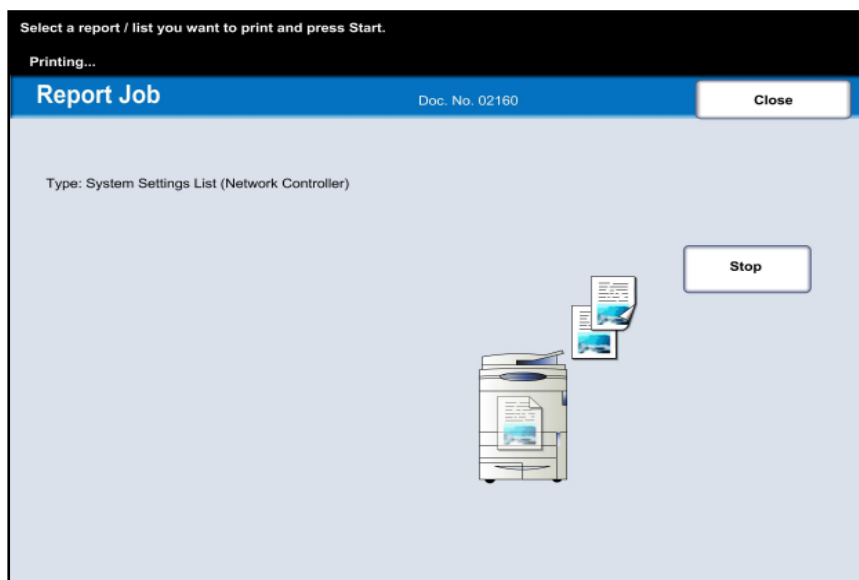 Select a report / list you want to print and press Start.
Printing...
Report Job
Doc. No. 02160
Close
Type: System Settings List (Network Controller)
Stop